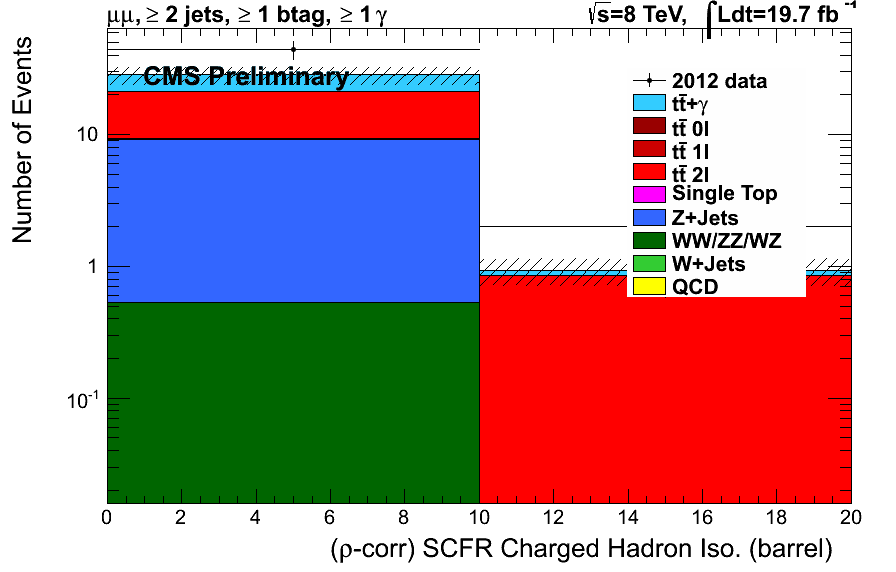 μμ, ≥ 2 jets, ≥ 1 btag, ≥ 1 γ
√s=8 TeV, ∫Ldt=19.7 fb⁻¹
CMS Preliminary
Number of Events
10
1
10⁻¹
2012 data
tt̄+γ
tt̄ 0l
tt̄ 1l
tt̄ 2l
Single Top
Z+Jets
WW/ZZ/WZ
W+Jets
QCD
0 2 4 6 8 10 12 14 16 18 20
(ρ-corr) SCFR Charged Hadron Iso. (barrel)